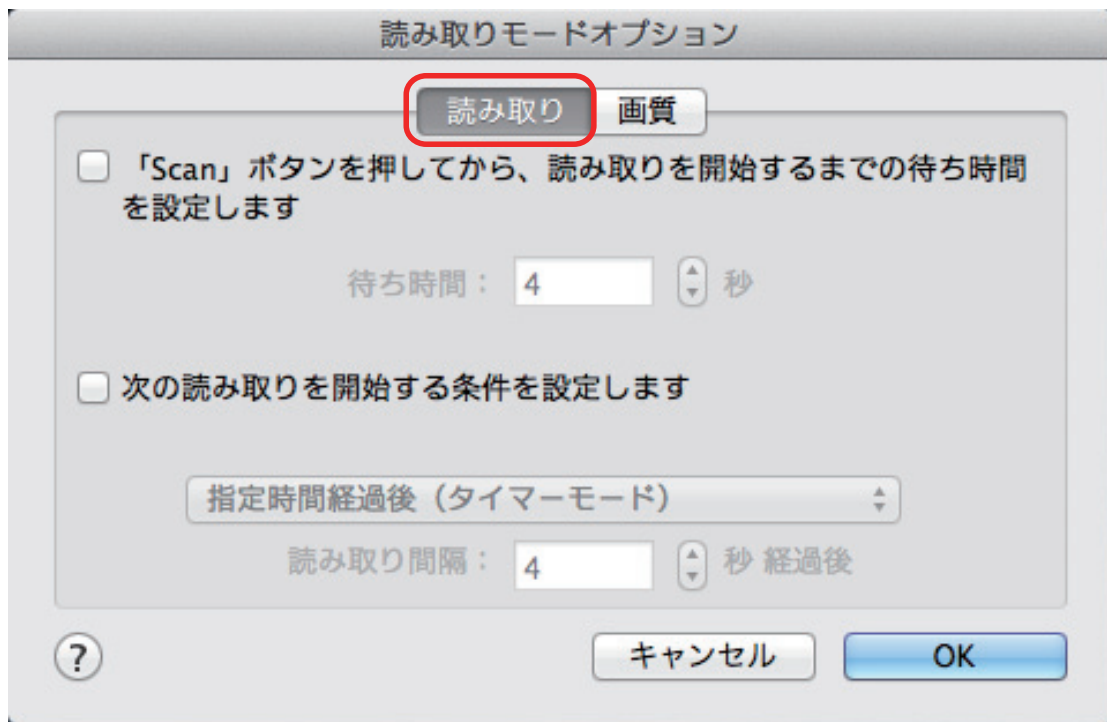 読み取りモードオプション
読み取り 画質
「Scan」ボタンを押してから、読み取りを開始するまでの待ち時間
を設定します
待ち時間： 4 秒
次の読み取りを開始する条件を設定します
指定時間経過後（タイマーモード）
読み取り間隔： 4 秒 経過後
? キャンセル OK